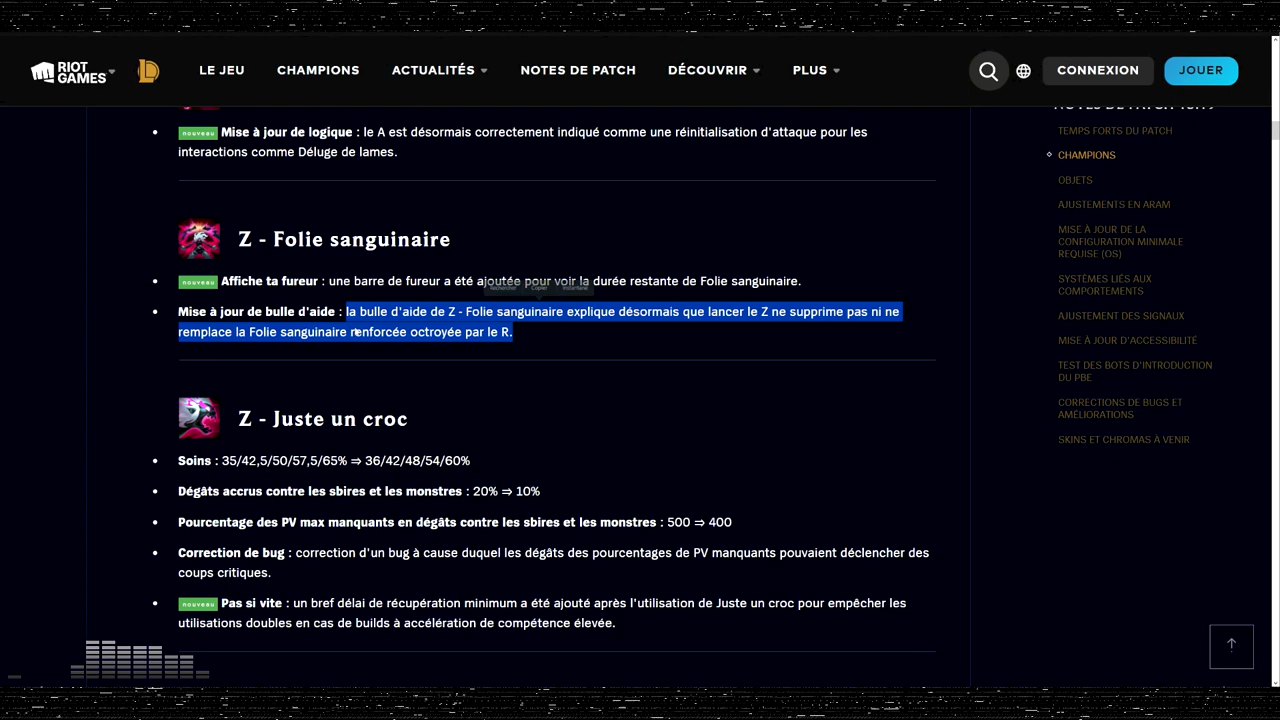 RIOT GAMES
LE JEU
CHAMPIONS
ACTUALITÉS
NOTES DE PATCH
DÉCOUVRIR
PLUS
CONNEXION
JOUER
nouveau Mise à jour de logique : le A est désormais correctement indiqué comme une réinitialisation d'attaque pour les
interactions comme Déluge de lames.
Z - Folie sanguinaire
nouveau Affiche ta fureur : une barre de fureur a été ajoutée pour voir la durée restante de Folie sanguinaire.
Rechercher Copier
Mise à jour de bulle d'aide : la bulle d'aide de Z - Folie sanguinaire explique désormais que lancer le Z ne supprime pas ni ne
remplace la Folie sanguinaire renforcée octroyée par le R.
Z - Juste un croc
Soins : 35/42,5/50/57,5/65% ⇒ 36/42/48/54/60%
Dégâts accrus contre les sbires et les monstres : 20% ⇒ 10%
Pourcentage des PV max manquants en dégâts contre les sbires et les monstres : 500 ⇒ 400
Correction de bug : correction d'un bug à cause duquel les dégâts des pourcentages de PV manquants pouvaient déclencher des
coups critiques.
nouveau Pas si vite : un bref délai de récupération minimum a été ajouté après l'utilisation de Juste un croc pour empêcher les
utilisations doubles en cas de builds à accélération de compétence élevée.
TEMPS FORTS DU PATCH
CHAMPIONS
OBJETS
AJUSTEMENTS EN ARAM
MISE À JOUR DE LA
CONFIGURATION MINIMALE
REQUISE (OS)
SYSTÈMES LIÉS AUX
COMPORTEMENTS
AJUSTEMENT DES SOINS
MISE À JOUR D'ACCESSIBILITÉ
TEST DES BOTS D'INTRODUCTION
DU PBE
CORRECTIONS DE BUGS ET
AMÉLIORATIONS
SKINS ET CHROMAS À VENIR